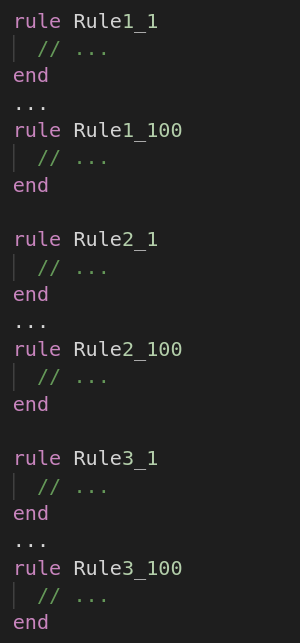 rule Rule1_1
// ...
end
...
rule Rule1_100
// ...
end
rule Rule2_1
// ...
end
...
rule Rule2_100
// ...
end
rule Rule3_1
// ...
end
...
rule Rule3_100
// ...
end